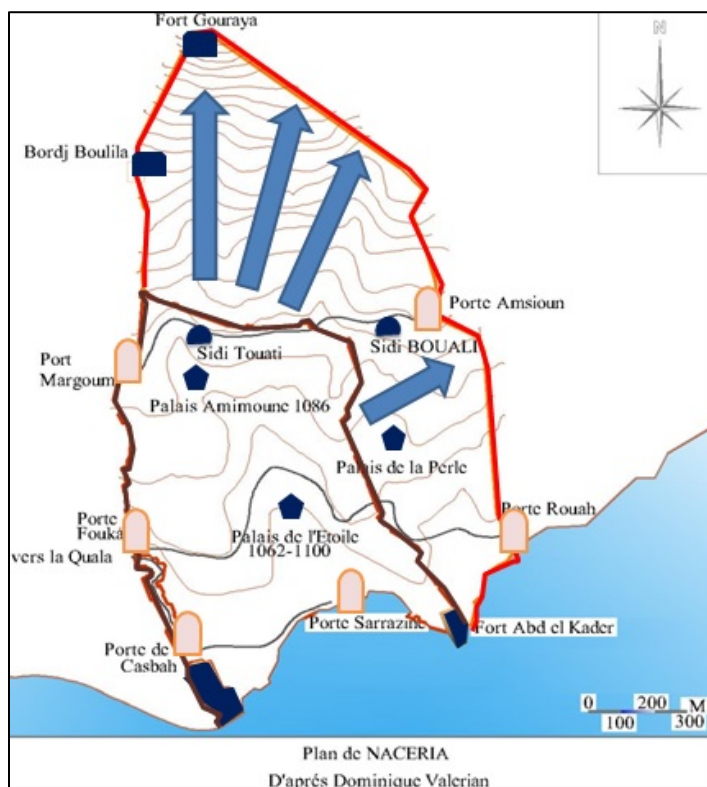 Fort Gouraya
N
Bordj Boulila
Porte Amsioun
Port
Margoum
Sidi Touati
Sidi BOUALI
Palais Amimoune 1086
Palais de la Perle
Porte
Fouka
vers la Quala
Palais de l'Etoile
1062-1100
Porte Rouah
Porte Sarrazine
Fort Abd el Kader
Porte de
Casbah
0 200 M
100 300
Plan de NACERIA
D'aprés Dominique Valerian